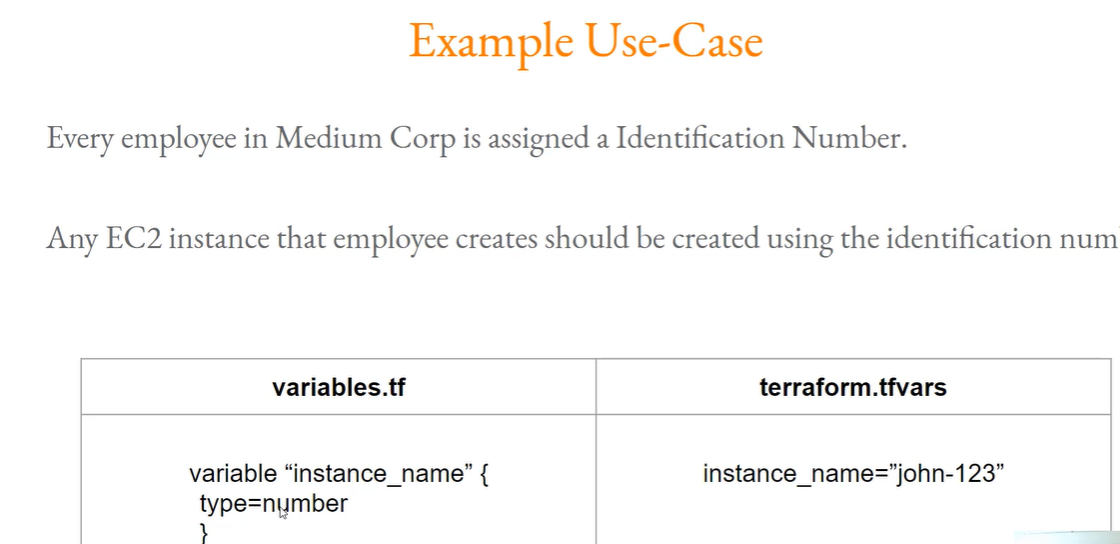 Example Use-Case
Every employee in Medium Corp is assigned a Identification Number.
Any EC2 instance that employee creates should be created using the identification
variables.tf
terraform.tfvars
variable “instance_name” {
type=number
}
instance_name=”john-123”